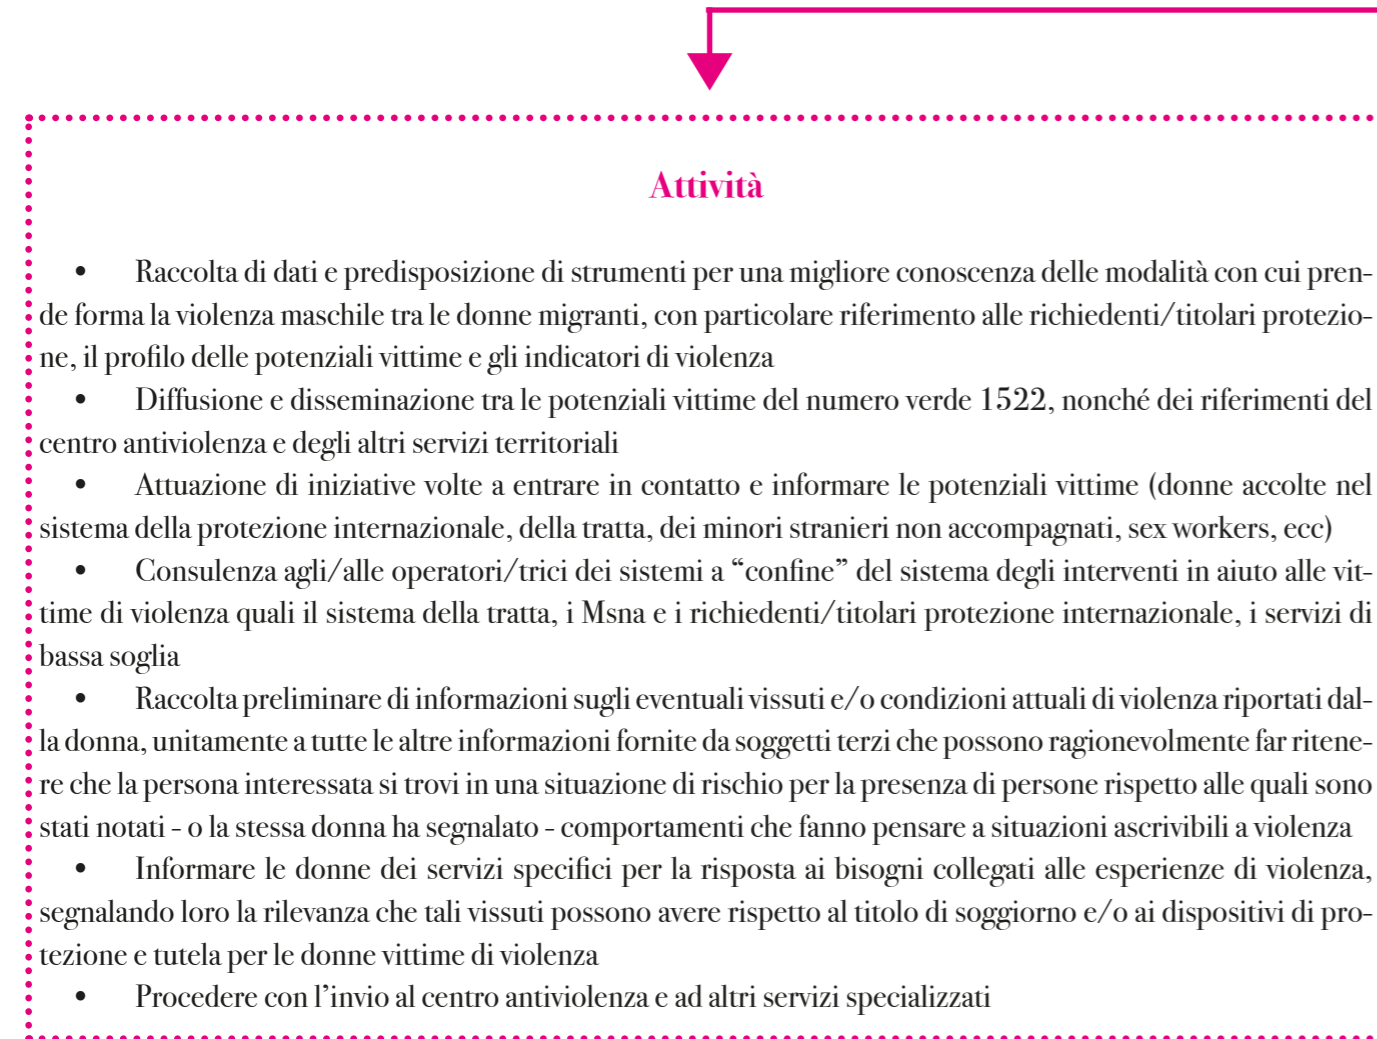 Attività
• Raccolta di dati e predisposizione di strumenti per una migliore conoscenza delle modalità con cui pren-
de forma la violenza maschile tra le donne migranti, con particolare riferimento alle richiedenti/titolari protezio-
ne, il profilo delle potenziali vittime e gli indicatori di violenza
• Diffusione e disseminazione tra le potenziali vittime del numero verde 1522, nonché dei riferimenti del
centro antiviolenza e degli altri servizi territoriali
• Attuazione di iniziative volte a entrare in contatto e informare le potenziali vittime (donne accolte nel
sistema della protezione internazionale, della tratta, dei minori stranieri non accompagnati, sex workers, ecc)
• Consulenza agli/alle operatori/trici dei sistemi a “confine” del sistema degli interventi in aiuto alle vit-
time di violenza quali il sistema della tratta, i Msna e i richiedenti/titolari protezione internazionale, i servizi di
bassa soglia
• Raccolta preliminare di informazioni sugli eventuali vissuti e/o condizioni attuali di violenza riportati dal-
la donna, unitamente a tutte le altre informazioni fornite da soggetti terzi che possono ragionevolmente far ritene-
re che la persona interessata si trovi in una situazione di rischio per la presenza di persone rispetto alle quali sono
stati notati - o la stessa donna ha segnalato - comportamenti che fanno pensare a situazioni ascrivibili a violenza
• Informare le donne dei servizi specifici per la risposta ai bisogni collegati alle esperienze di violenza,
segnalando loro la rilevanza che tali vissuti possono avere rispetto al titolo di soggiorno e/o ai dispositivi di pro-
tezione e tutela per le donne vittime di violenza
• Procedere con l’invio al centro antiviolenza e ad altri servizi specializzati